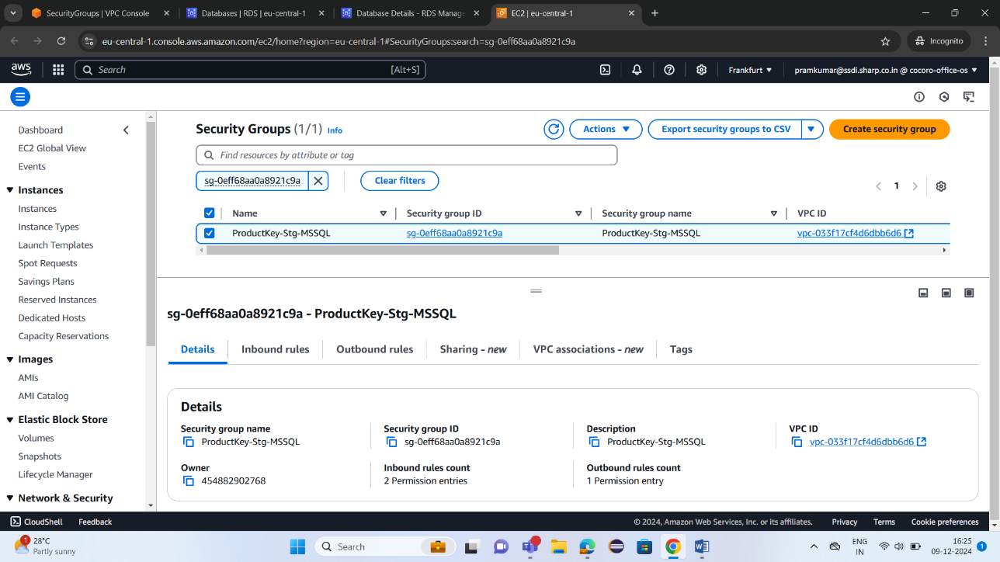 SecurityGroups | VPC Console
Databases | RDS | eu-central-1
Database Details - RDS Manag
EC2 | eu-central-1
eu-central-1.console.aws.amazon.com/ec2/home?region=eu-central-1#SecurityGroups:search=sg-0eff68aa0a8921c9a
Incognito
aws
Search [Alt+S]
Frankfurt
pramkumar@ssdi.sharp.co.in @ cocoro-office-os
Dashboard
EC2 Global View
Events
Instances
Instances
Instance Types
Launch Templates
Spot Requests
Savings Plans
Reserved Instances
Dedicated Hosts
Capacity Reservations
Images
AMIs
AMI Catalog
Elastic Block Store
Volumes
Snapshots
Lifecycle Manager
Network & Security
Security Groups (1/1) Info
Actions
Export security groups to CSV
Create security group
Find resources by attribute or tag
sg-0eff68aa0a8921c9a
Clear filters
1
Name Security group ID Security group name VPC ID
ProductKey-Stg-MSSQL sg-0eff68aa0a8921c9a ProductKey-Stg-MSSQL vpc-033f17cf4d6dbb6d6
sg-0eff68aa0a8921c9a - ProductKey-Stg-MSSQL
Details Inbound rules Outbound rules Sharing - new VPC associations - new Tags
Details
Security group name
ProductKey-Stg-MSSQL
Security group ID
sg-0eff68aa0a8921c9a
Description
ProductKey-Stg-MSSQL
VPC ID
vpc-033f17cf4d6dbb6d6
Owner
454882902768
Inbound rules count
2 Permission entries
Outbound rules count
1 Permission entry
CloudShell Feedback
© 2024, Amazon Web Services, Inc. or its affiliates. Privacy Terms Cookie preferences
1
28°C
Partly sunny
Search
ENG
IN
16:25
09-12-2024
1